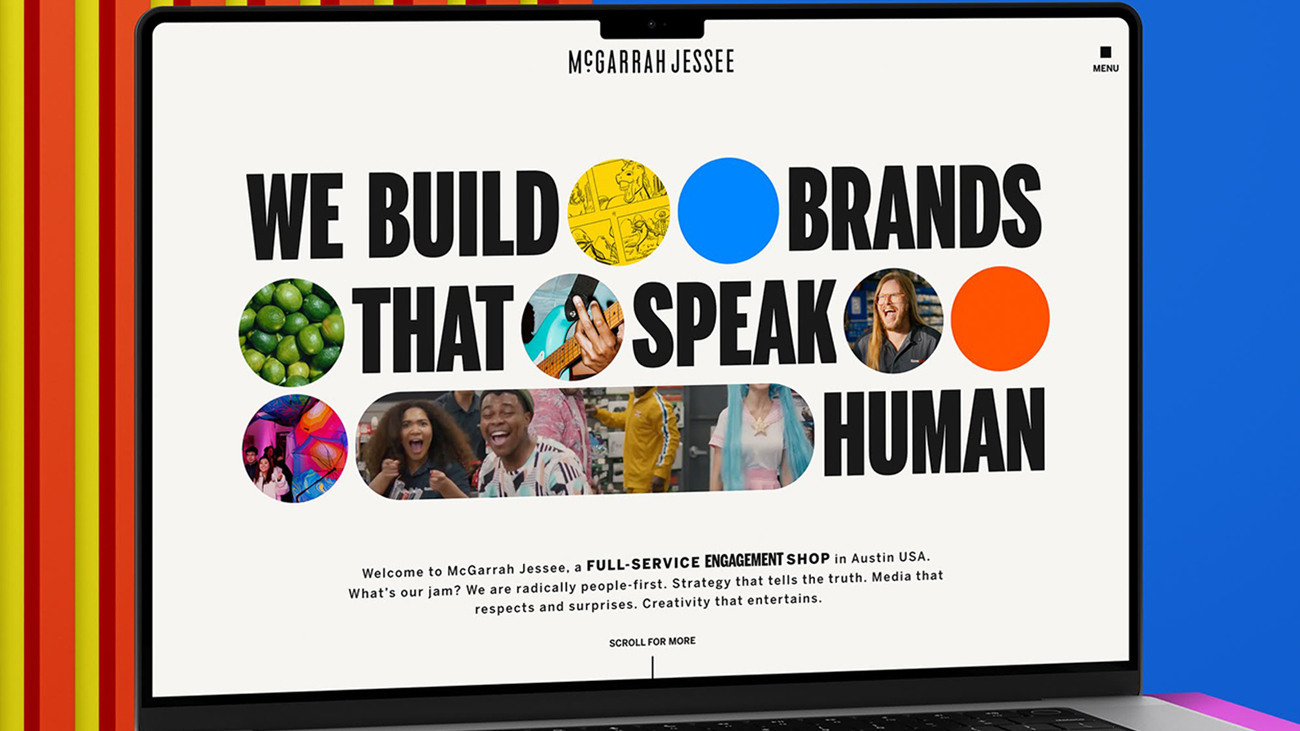 McGARRAH JESSEE
MENU
WE BUILD BRANDS
THAT SPEAK
HUMAN
Welcome to McGarrah Jessee, a FULL-SERVICE ENGAGEMENT SHOP in Austin USA.
What's our jam? We are radically people-first. Strategy that tells the truth. Media that
respects and surprises. Creativity that entertains.
SCROLL FOR MORE